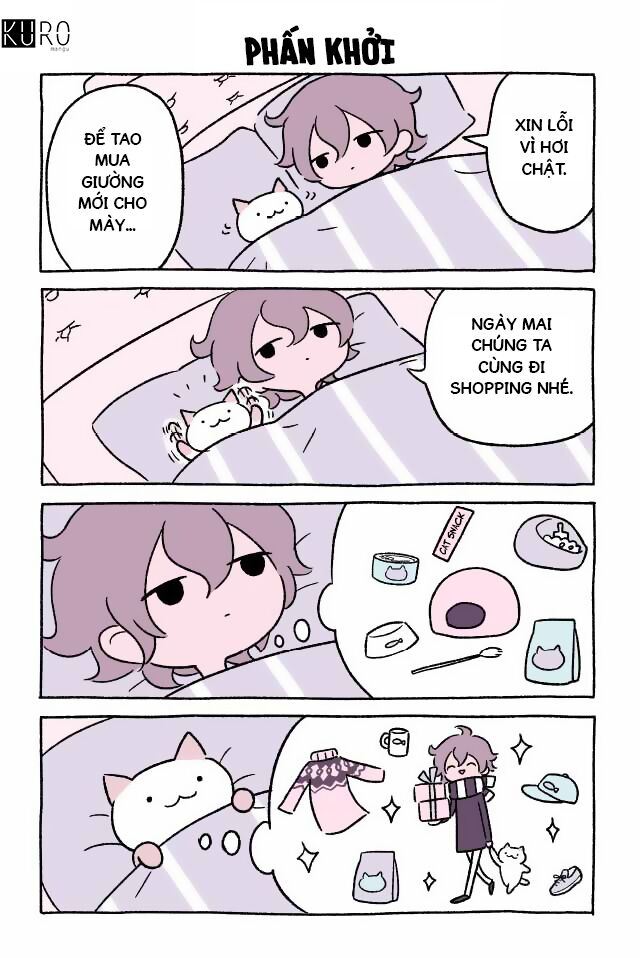 KURO
manga
PHẤN KHỞI
ĐỂ TAO
MUA
GIƯỜNG
MỚI CHO
MÀY...
XIN LỖI
VÌ HƠI
CHẬT.
NGÀY MAI
CHÚNG TA
CÙNG ĐI
SHOPPING NHÉ.
CAT SNACK